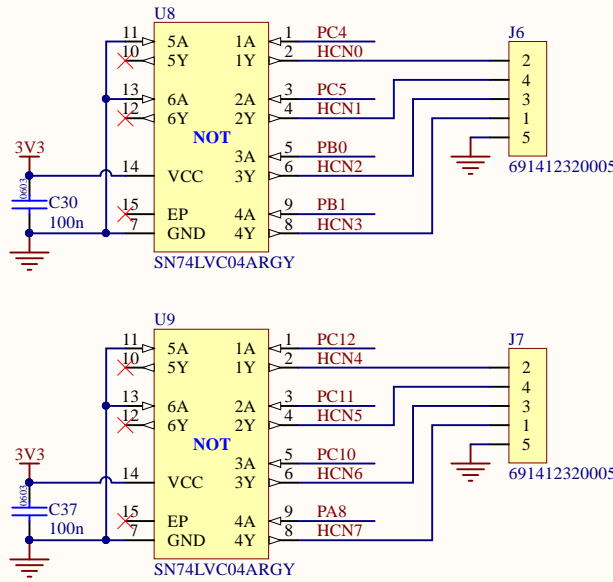 U8
11 5A 1A 1 PC4
10 5Y 1Y 2 HCN0
13 6A 2A 3 PC5
12 6Y 2Y 4 HCN1
NOT
3A 5 PB0
14 VCC 3Y 6 HCN2
15 EP 4A 9 PB1
7 GND 4Y 8 HCN3
SN74LVC04ARGY
3V3
0603
C30
100n
J6
2
4
3
1
5
691412320005
U9
11 5A 1A 1 PC12
10 5Y 1Y 2 HCN4
13 6A 2A 3 PC11
12 6Y 2Y 4 HCN5
NOT
3A 5 PC10
14 VCC 3Y 6 HCN6
15 EP 4A 9 PA8
7 GND 4Y 8 HCN7
SN74LVC04ARGY
3V3
0603
C37
100n
J7
2
4
3
1
5
691412320005